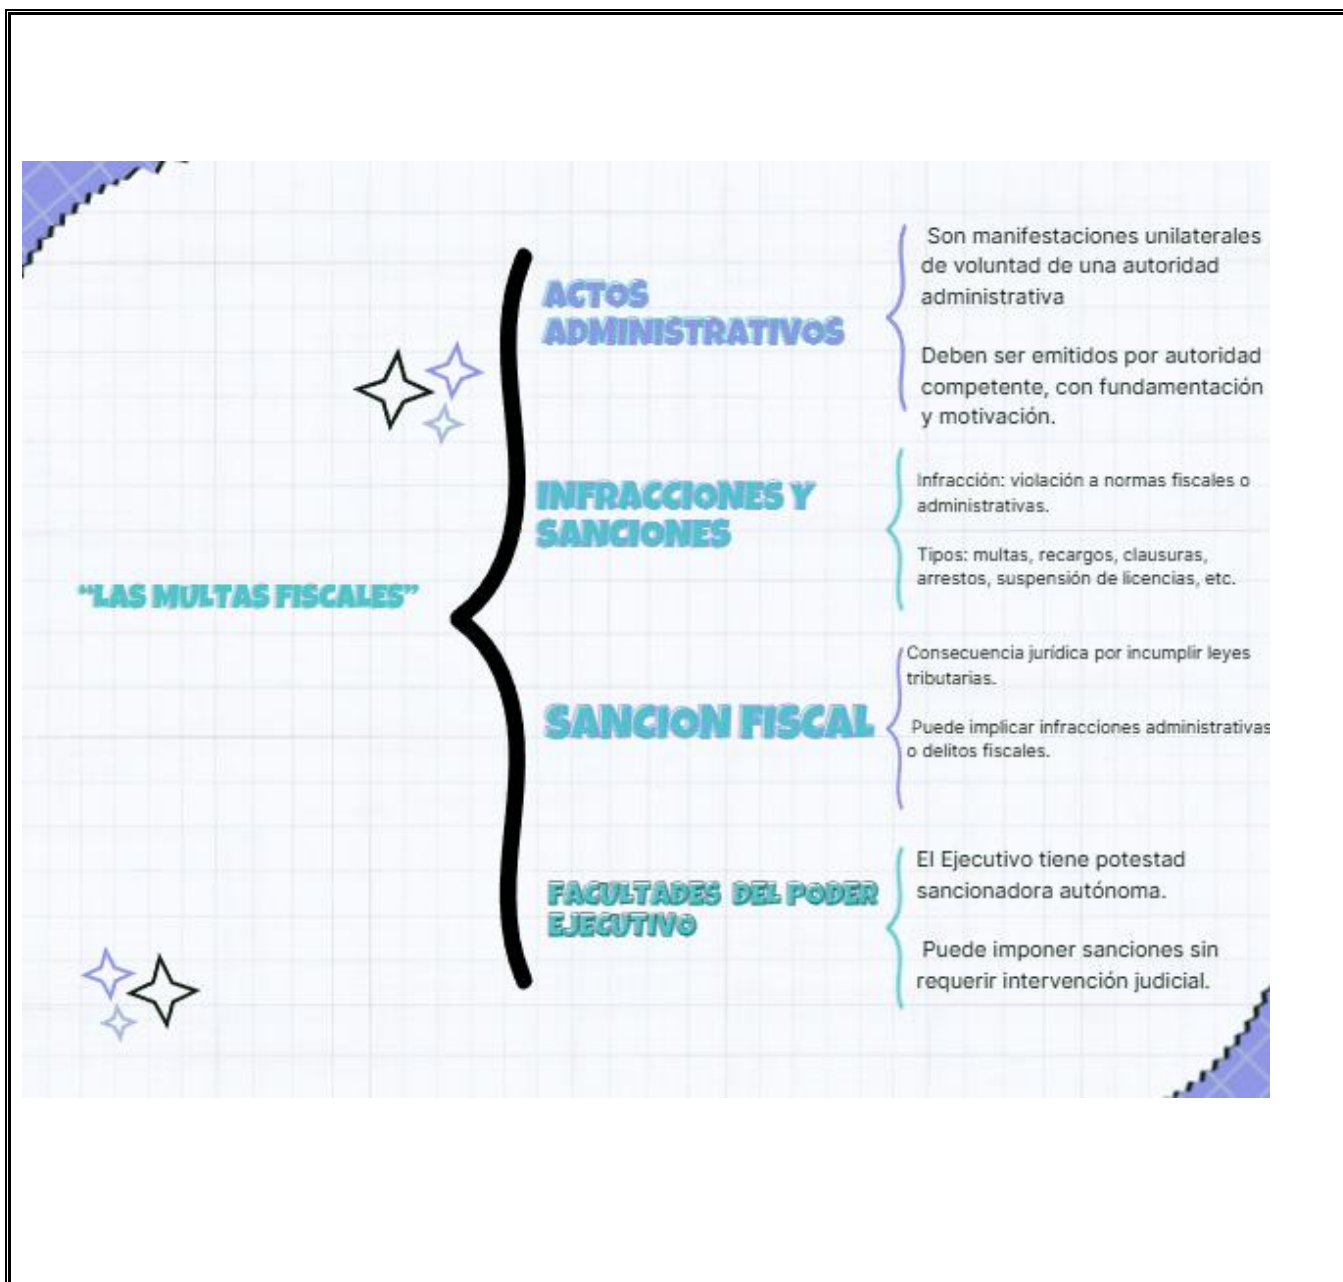 “LAS MULTAS FISCALES”
ACTOS
ADMINISTRATIVOS
Son manifestaciones unilaterales
de voluntad de una autoridad
administrativa
Deben ser emitidos por autoridad
competente, con fundamentación
y motivación.
INFRACCIONES Y
SANCIONES
Infracción: violación a normas fiscales o
administrativas.
Tipos: multas, recargos, clausuras,
arrestos, suspensión de licencias, etc.
SANCION FISCAL
Consecuencia jurídica por incumplir leyes
tributarias.
Puede implicar infracciones administrativas
o delitos fiscales.
FACULTADES DEL PODER
EJECUTIVO
El Ejecutivo tiene potestad
sancionadora autónoma.
Puede imponer sanciones sin
requerir intervención judicial.